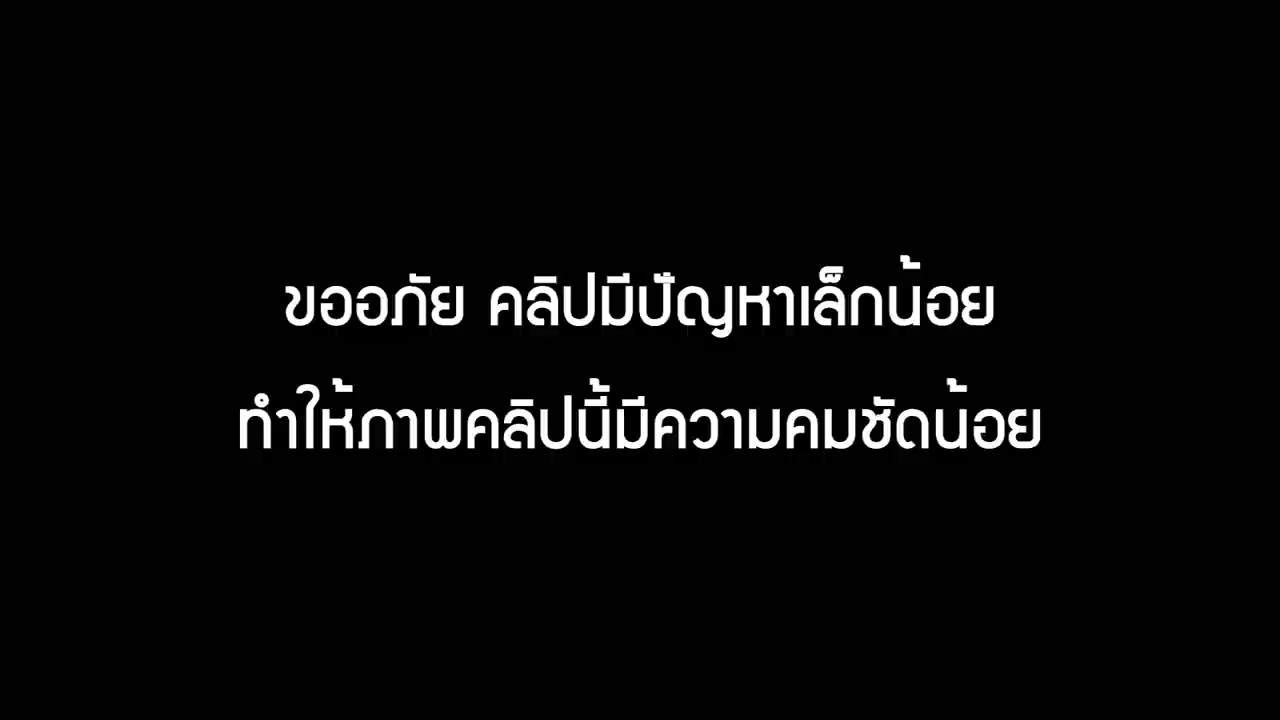 ขออภัย คลิปมีปัญหาเล็กน้อย
ทำให้ภาพคลิปนี้มีความคมชัดน้อย